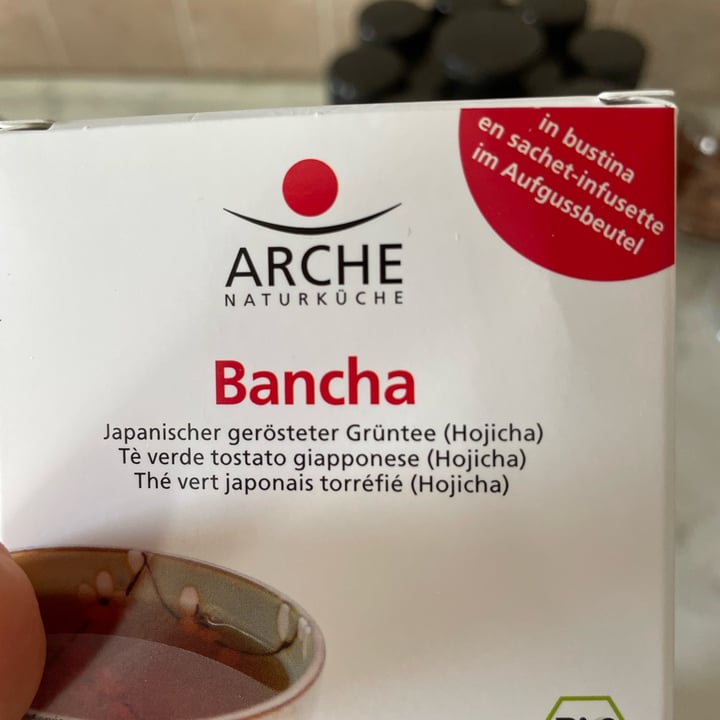 in bustina
en sachet-infusette
im Aufgussbeutel
ARCHE
NATURKÜCHE
Bancha
Japanischer gerösteter Grüntee (Hojicha)
Tè verde tostato giapponese (Hojicha)
Thé vert japonais torréfié (Hojicha)